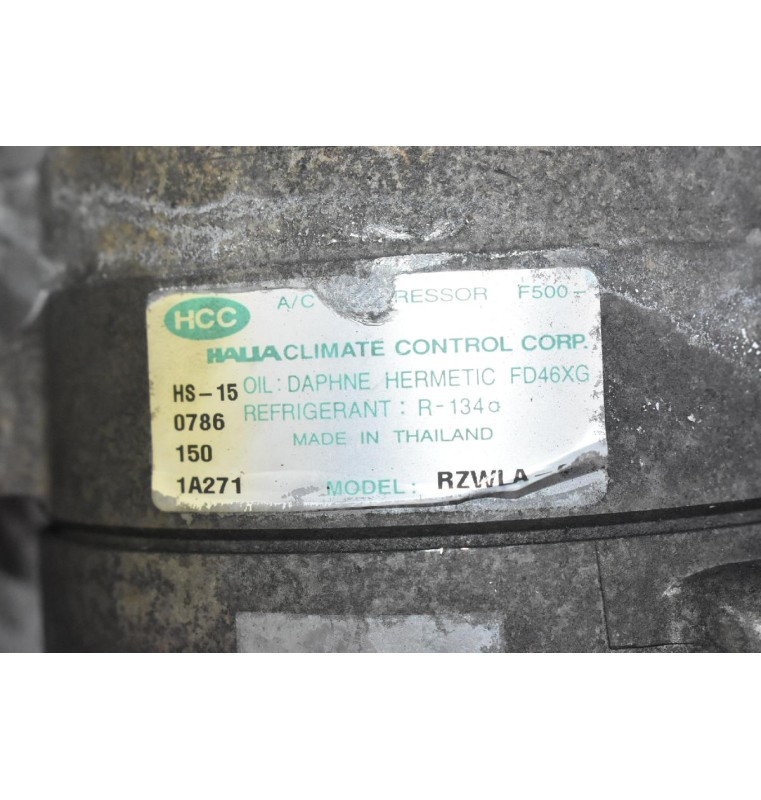 HCC
A/C RESSOR F500-
HALLA CLIMATE CONTROL CORP.
HS-15 OIL: DAPHNE HERMETIC FD46XG
0786 REFRIGERANT: R-134a
MADE IN THAILAND
150
1A271 MODEL: RZWLA-